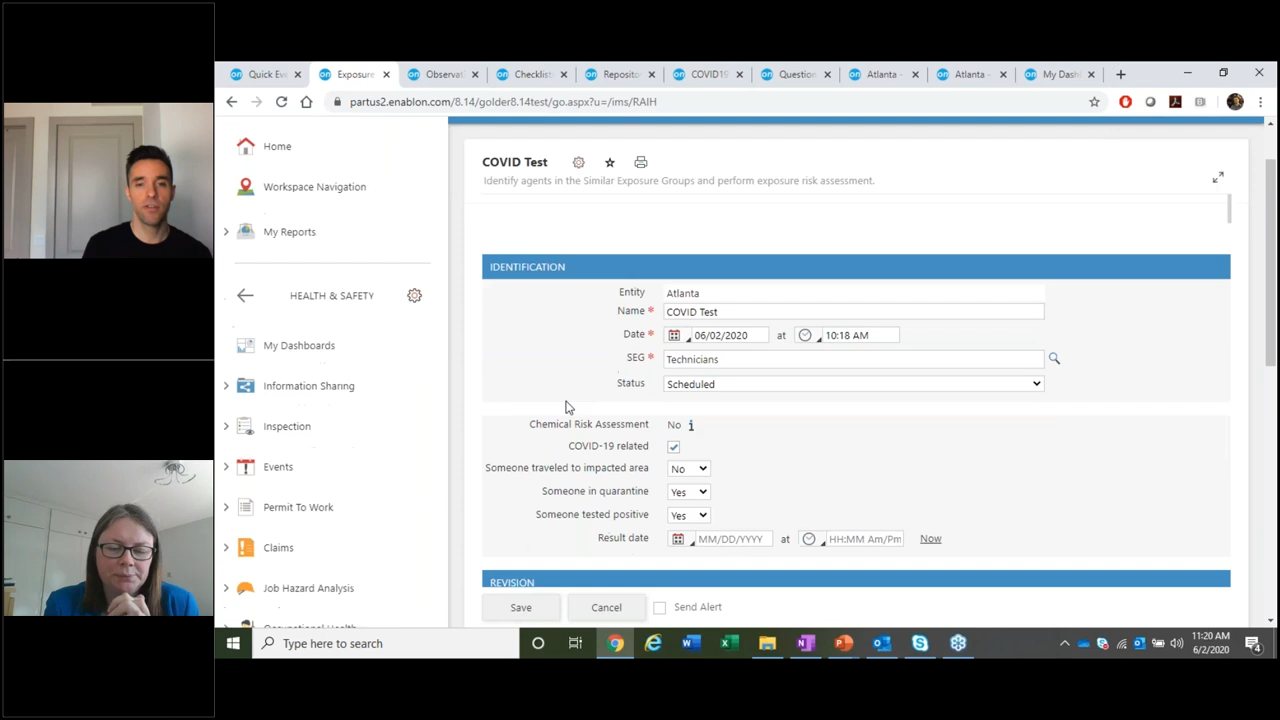 Quick Eve
Exposure
Observat
Checklist
Reposito
COVID19
Question
Atlanta -
Atlanta -
My Dash
partus2.enablon.com/8.14/golder8.14test/go.aspx?u=/ims/RAIH
Home
Workspace Navigation
My Reports
HEALTH & SAFETY
My Dashboards
Information Sharing
Inspection
Events
Permit To Work
Claims
Job Hazard Analysis
COVID Test
Identify agents in the Similar Exposure Groups and perform exposure risk assessment.
IDENTIFICATION
Entity Atlanta
Name * COVID Test
Date * 06/02/2020 at 10:18 AM
SEG * Technicians
Status Scheduled
Chemical Risk Assessment No i
COVID-19 related
Someone traveled to impacted area No
Someone in quarantine Yes
Someone tested positive Yes
Result date MM/DD/YYYY at HH:MM Am/Pm Now
REVISION
Save Cancel Send Alert
Type here to search
11:20 AM
6/2/2020
4